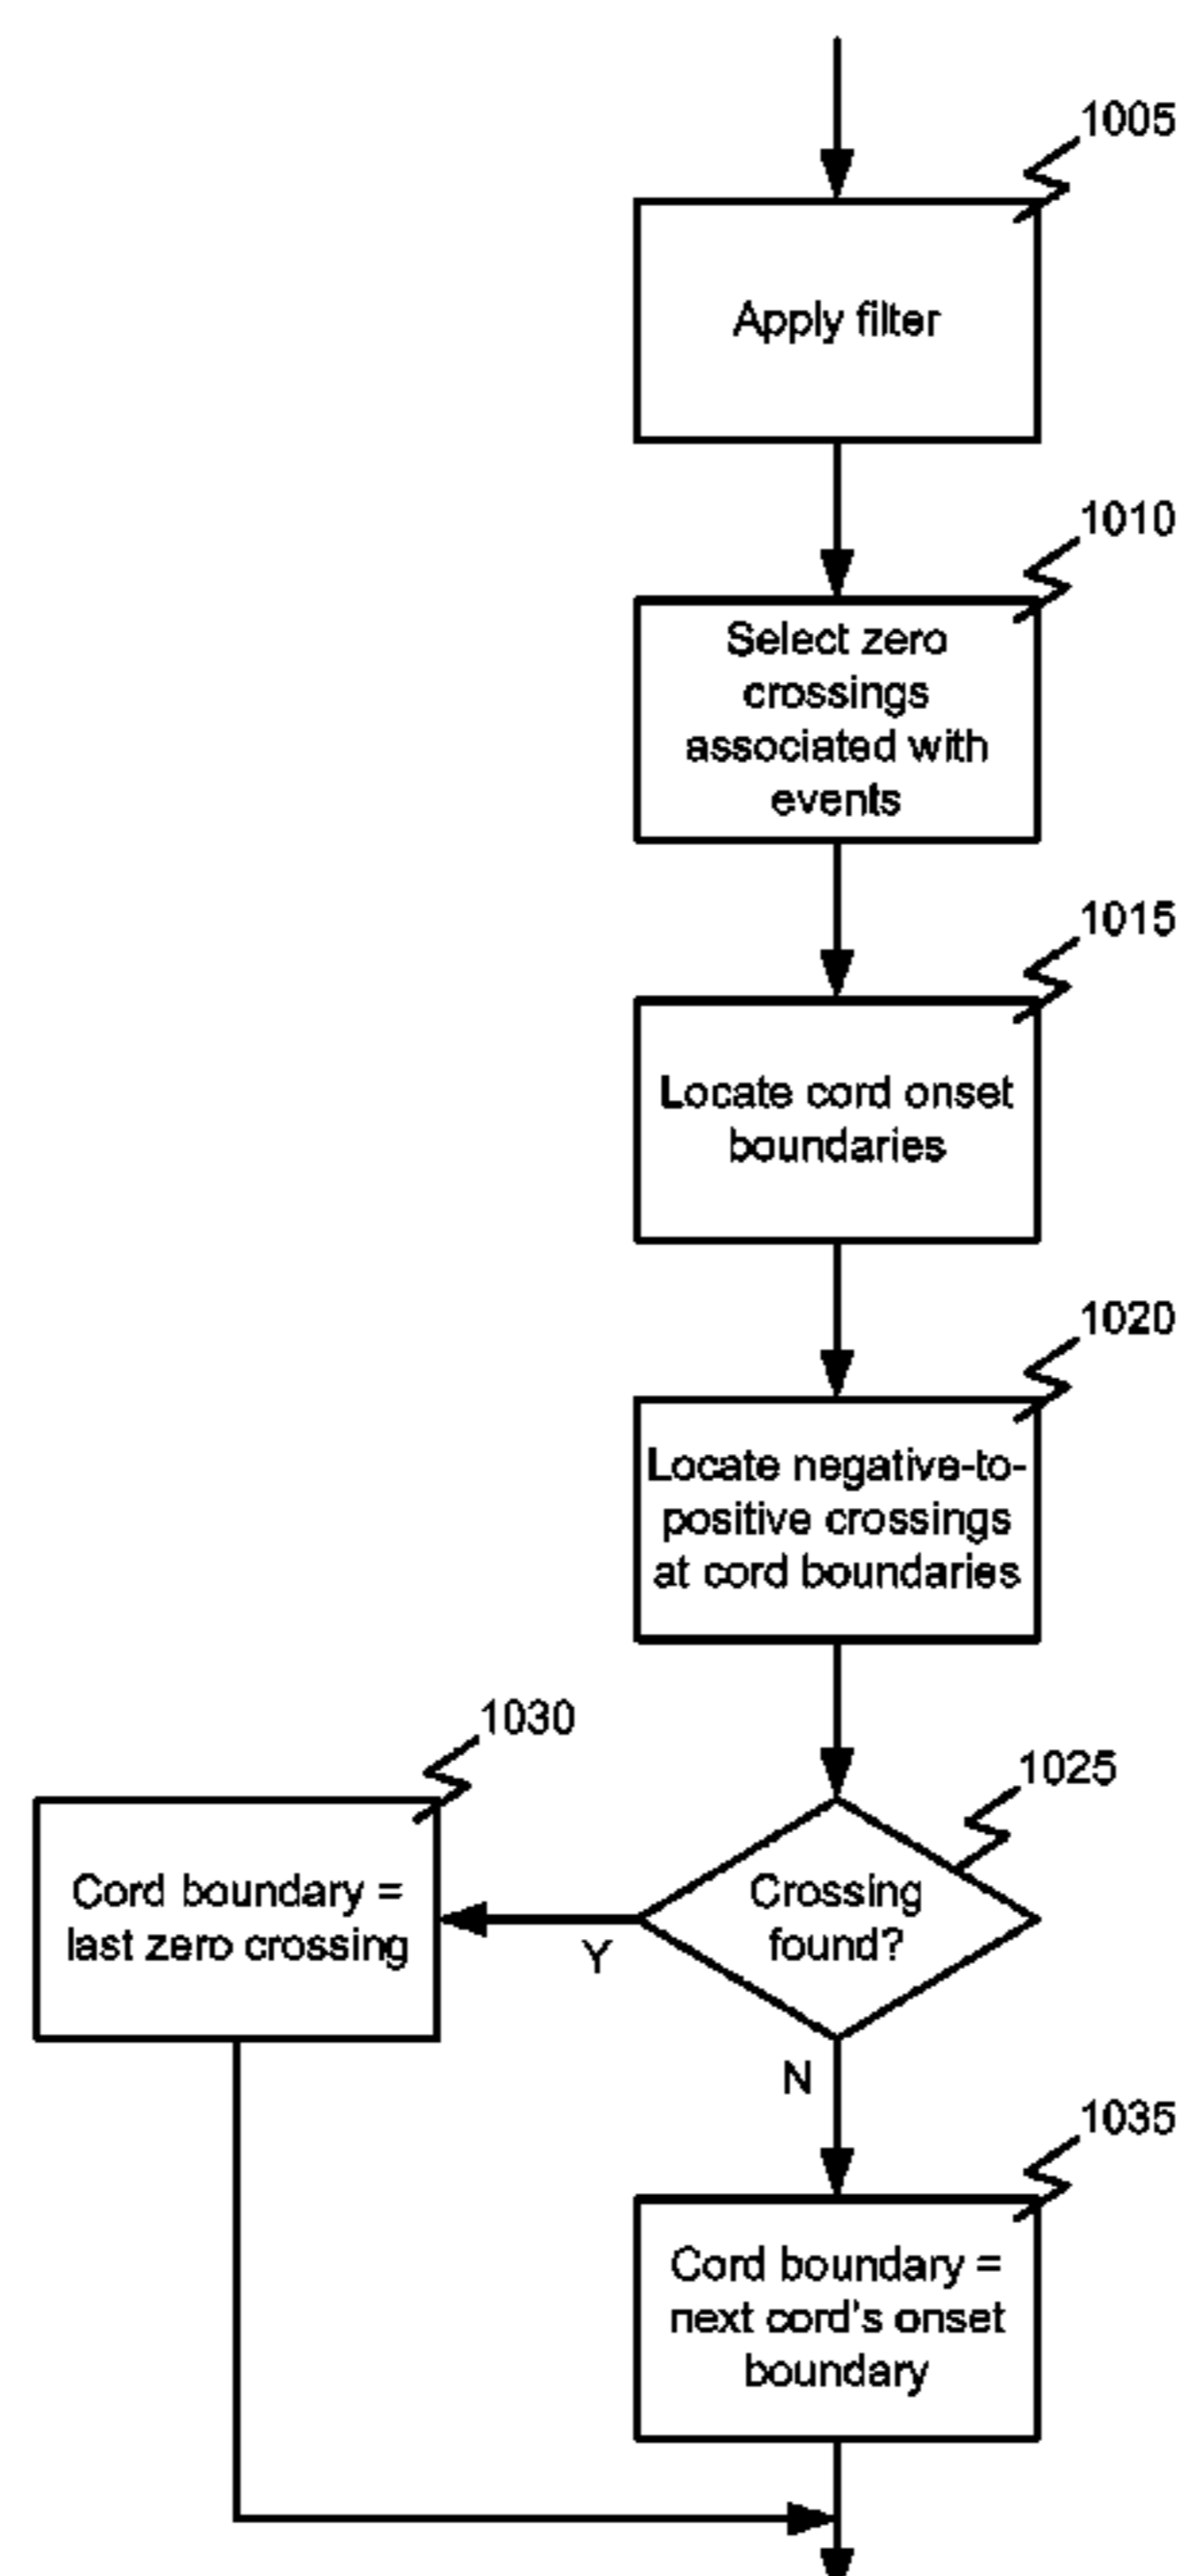 1005
Apply filter
1010
Select zero
crossings
associated with
events
1015
Locate cord onset
boundaries
1020
Locate negative-to-
positive crossings
at cord boundaries
1030
1025
Cord boundary =
last zero crossing
Crossing
found?
Y
N
1035
Cord boundary =
next cord's onset
boundary